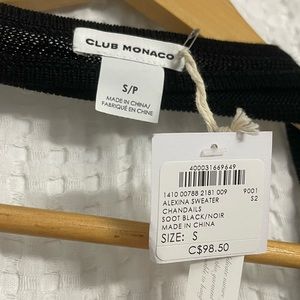 CLUB MONACO
S/P
MADE IN CHINA/
FABRIQUÉ EN CHINE
400031669649
1410 00788 2181 009 9001
ALEXINA SWEATER S2
CHANDAILS
SOOT BLACK/NOIR
MADE IN CHINA
SIZE: S
C$98.50